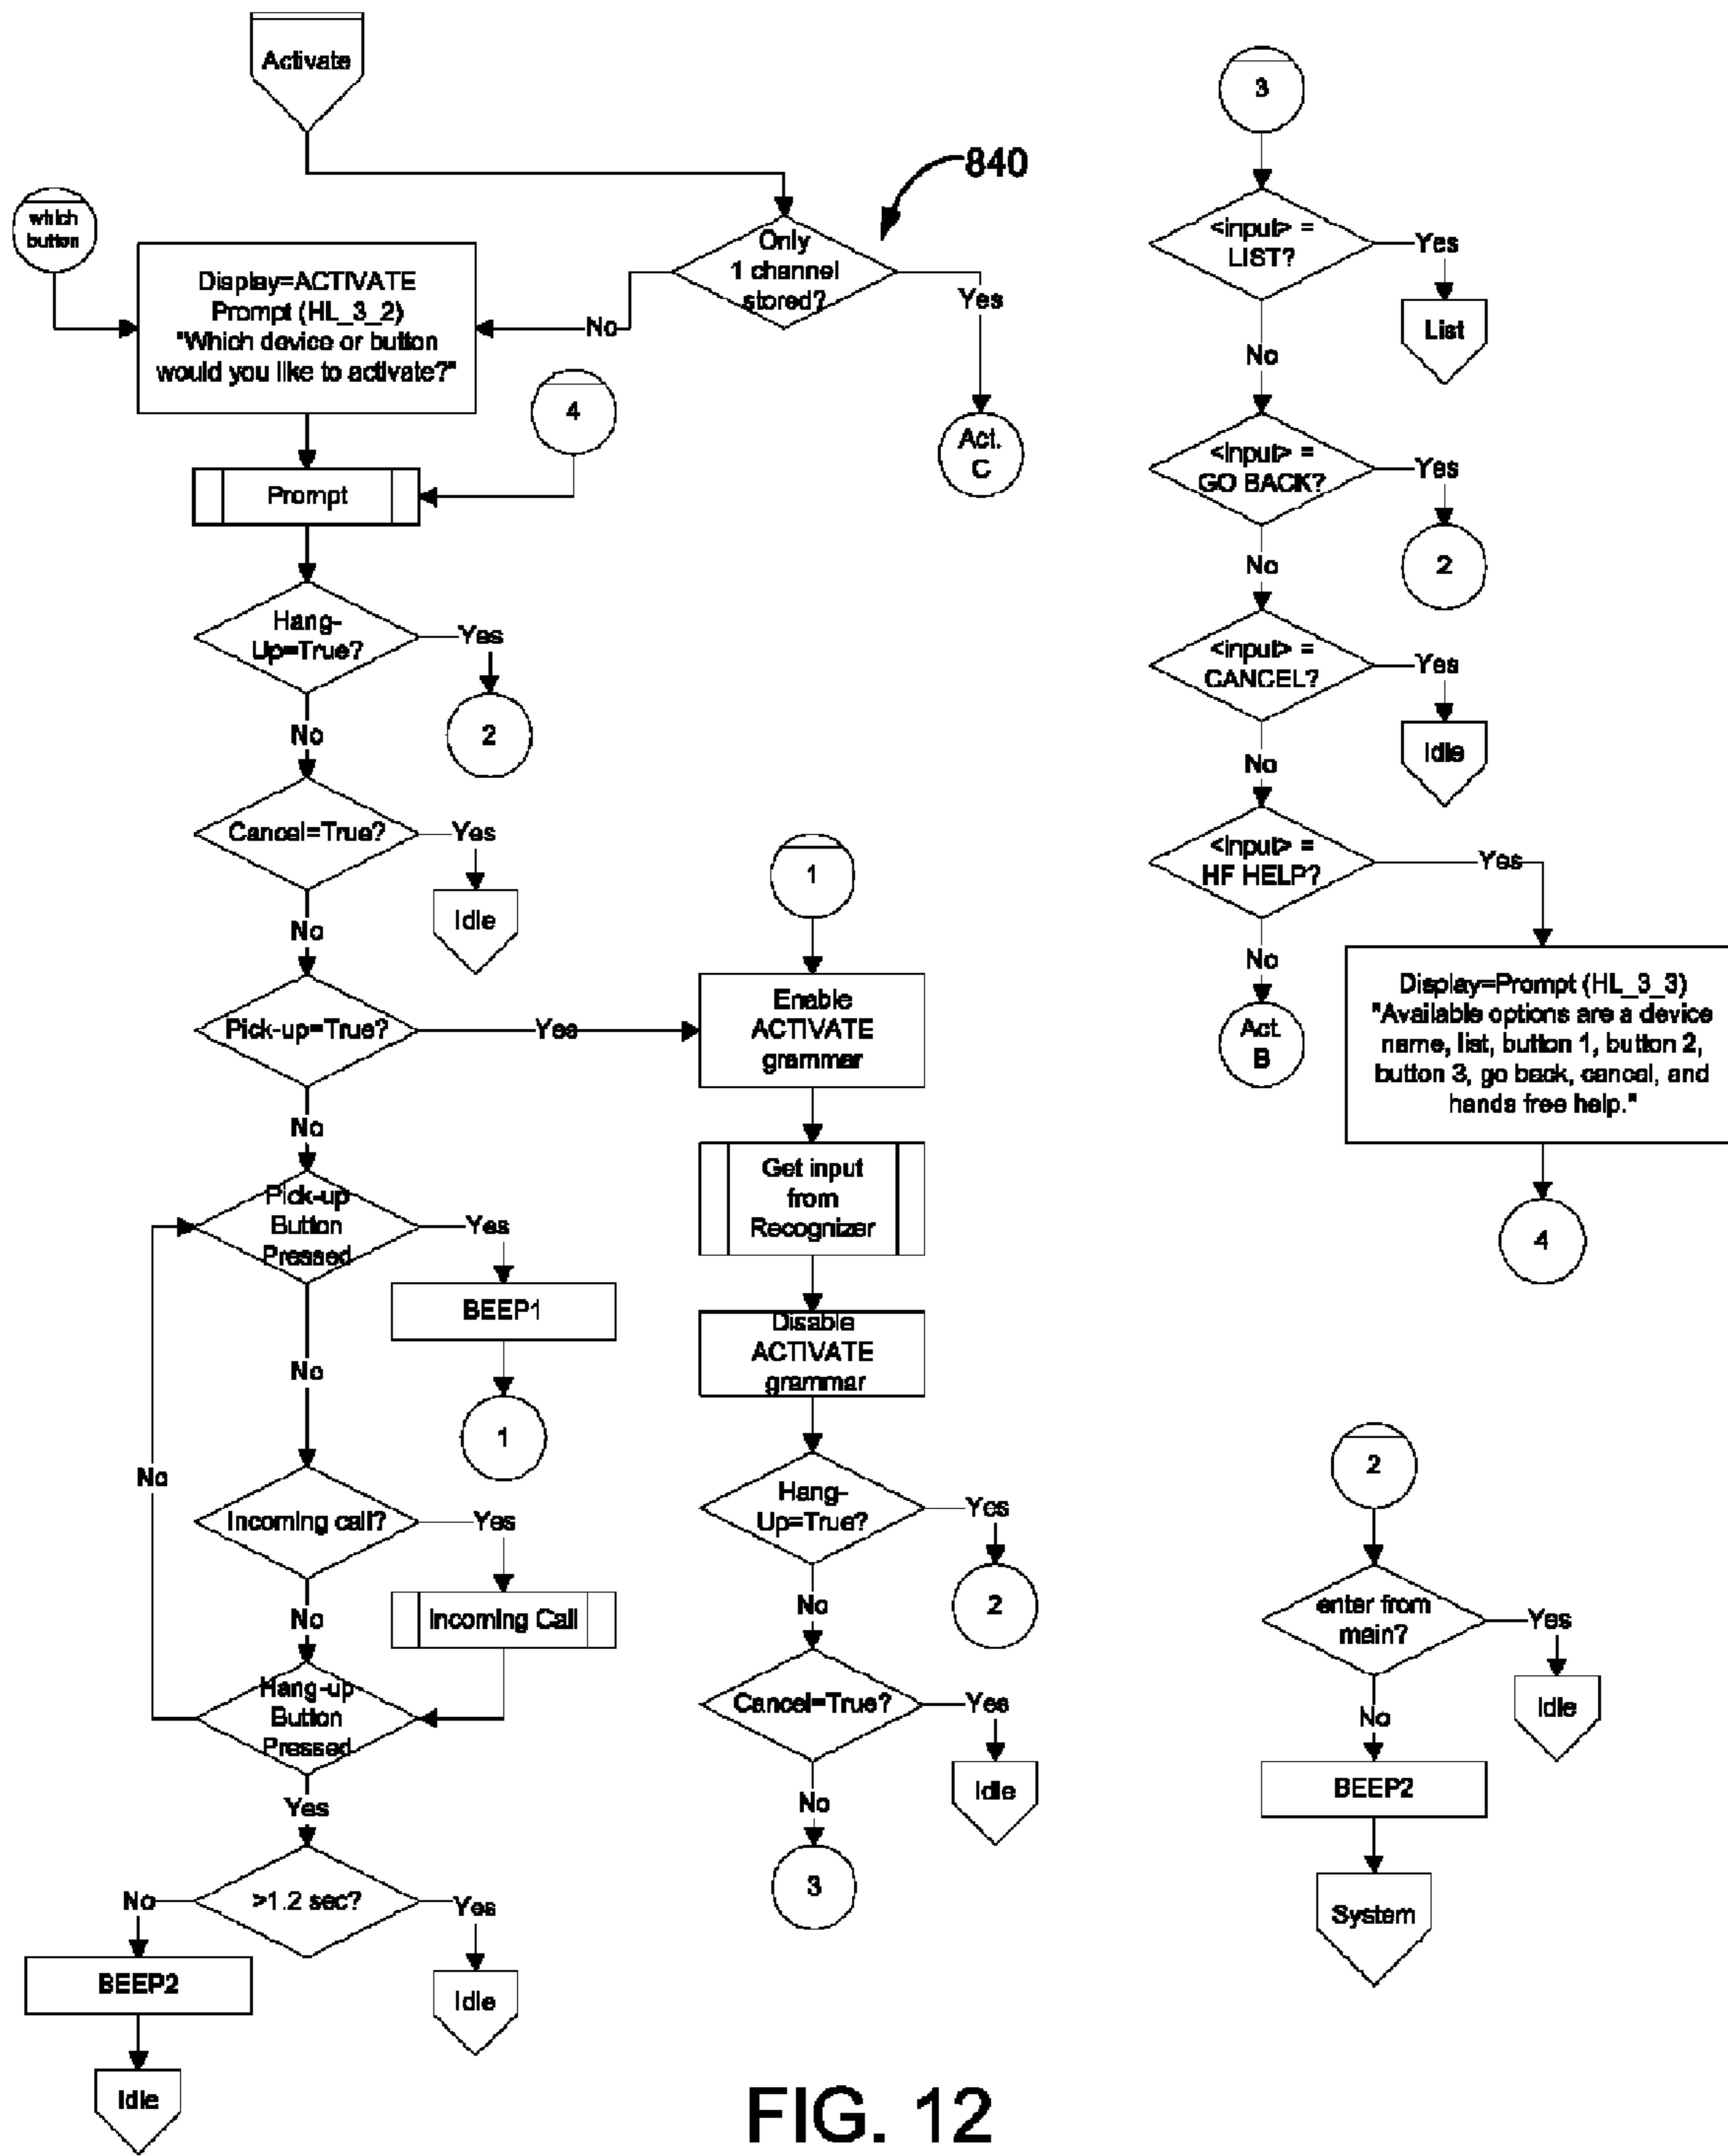 Activate
840
which
button
Display=ACTIVATE
Prompt (HL_3_2)
"Which device or button
would you like to activate?"
Only
1 channel
stored?
No
Yes
Act.
C
4
Prompt
Hang-
Up=True?
Yes
2
No
Cancel=True?
Yes
Idle
No
Pick-up=True?
Yes
No
Pick-up
Button
Pressed
Yes
BEEP1
1
No
Incoming call?
Yes
Incoming Call
No
Hang-up
Button
Pressed
No
Yes
>1.2 sec?
No
BEEP2
Idle
Yes
Idle
1
Enable
ACTIVATE
grammar
Get input
from
Recognizer
Disable
ACTIVATE
grammar
Hang-
Up=True?
Yes
2
No
Cancel=True?
Yes
Idle
No
3
3
<input> =
LIST?
Yes
List
No
<input> =
GO BACK?
Yes
2
No
<input> =
CANCEL?
Yes
Idle
No
<input> =
HF HELP?
Yes
No
Act.
B
Display=Prompt (HL_3_3)
"Available options are a device
name, list, button 1, button 2,
button 3, go back, cancel, and
hands free help."
4
2
enter from
main?
Yes
Idle
No
BEEP2
System
FIG. 12